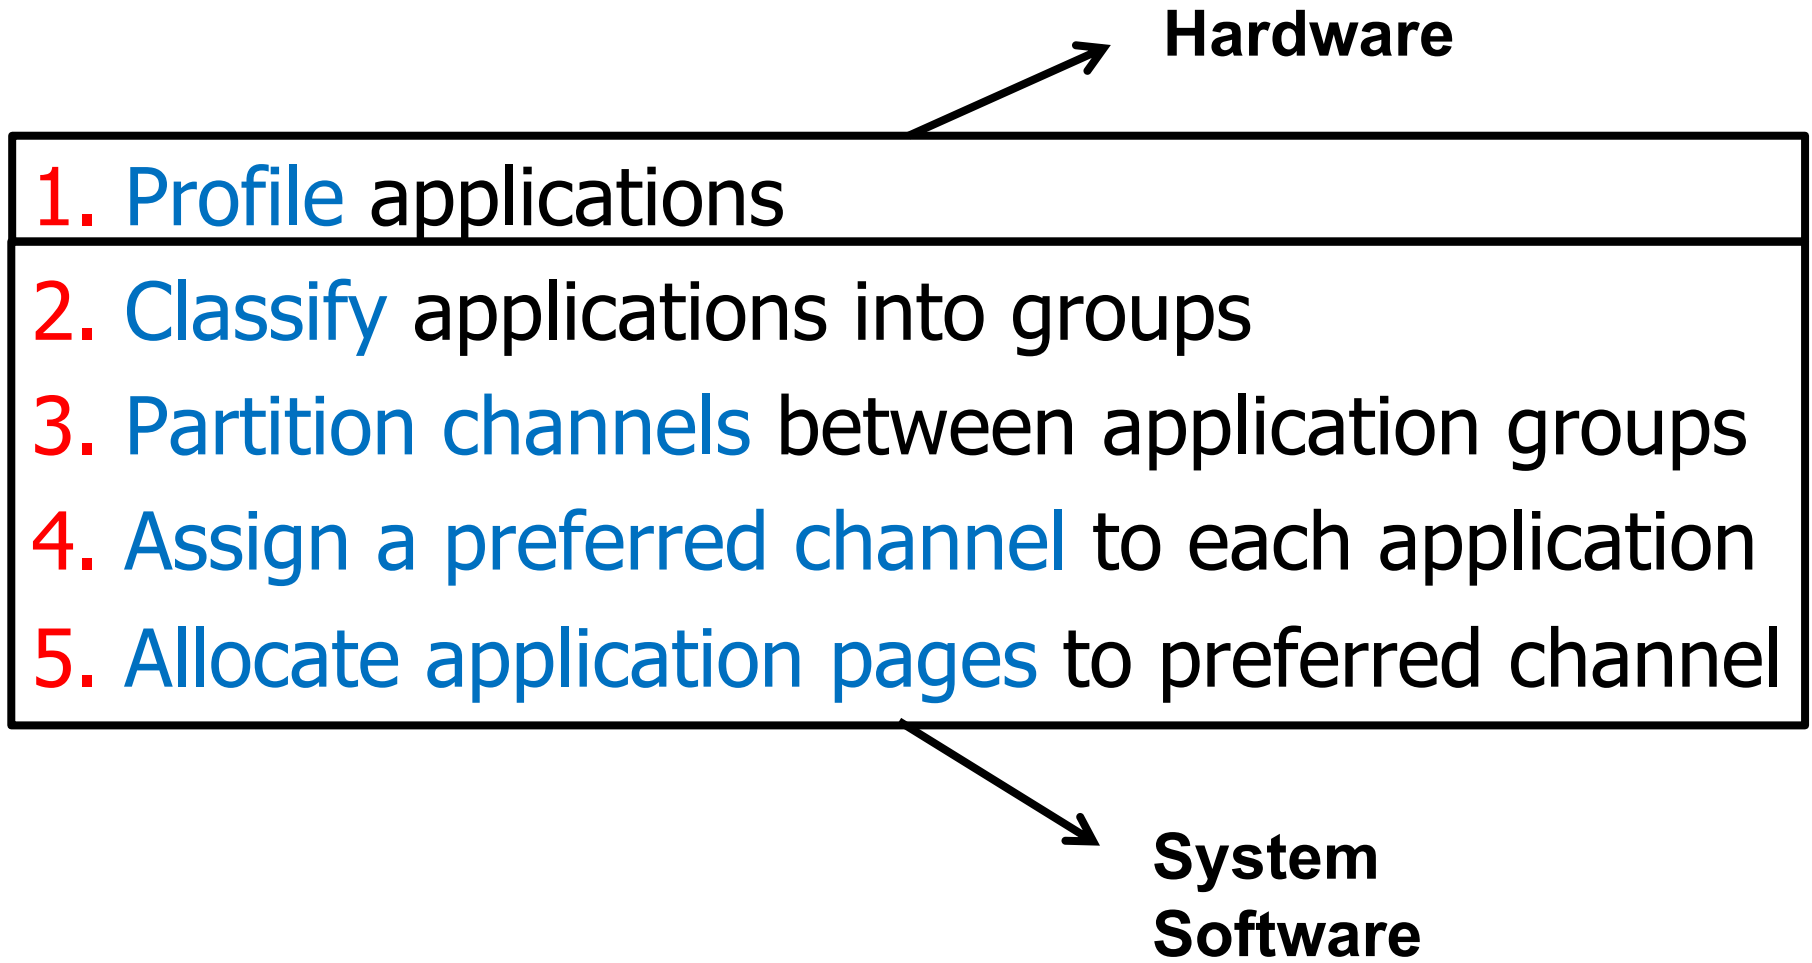 Hardware
1. Profile applications
2. Classify applications into groups
3. Partition channels between application groups
4. Assign a preferred channel to each application
5. Allocate application pages to preferred channel
System
Software